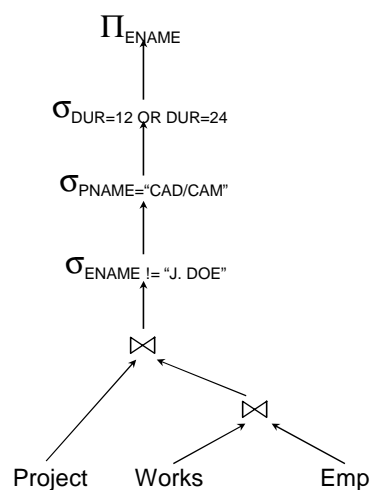 Π ENAME
σ DUR=12 OR DUR=24
σ PNAME=“CAD/CAM”
σ ENAME != “J. DOE”
⋈
⋈
Project Works Emp